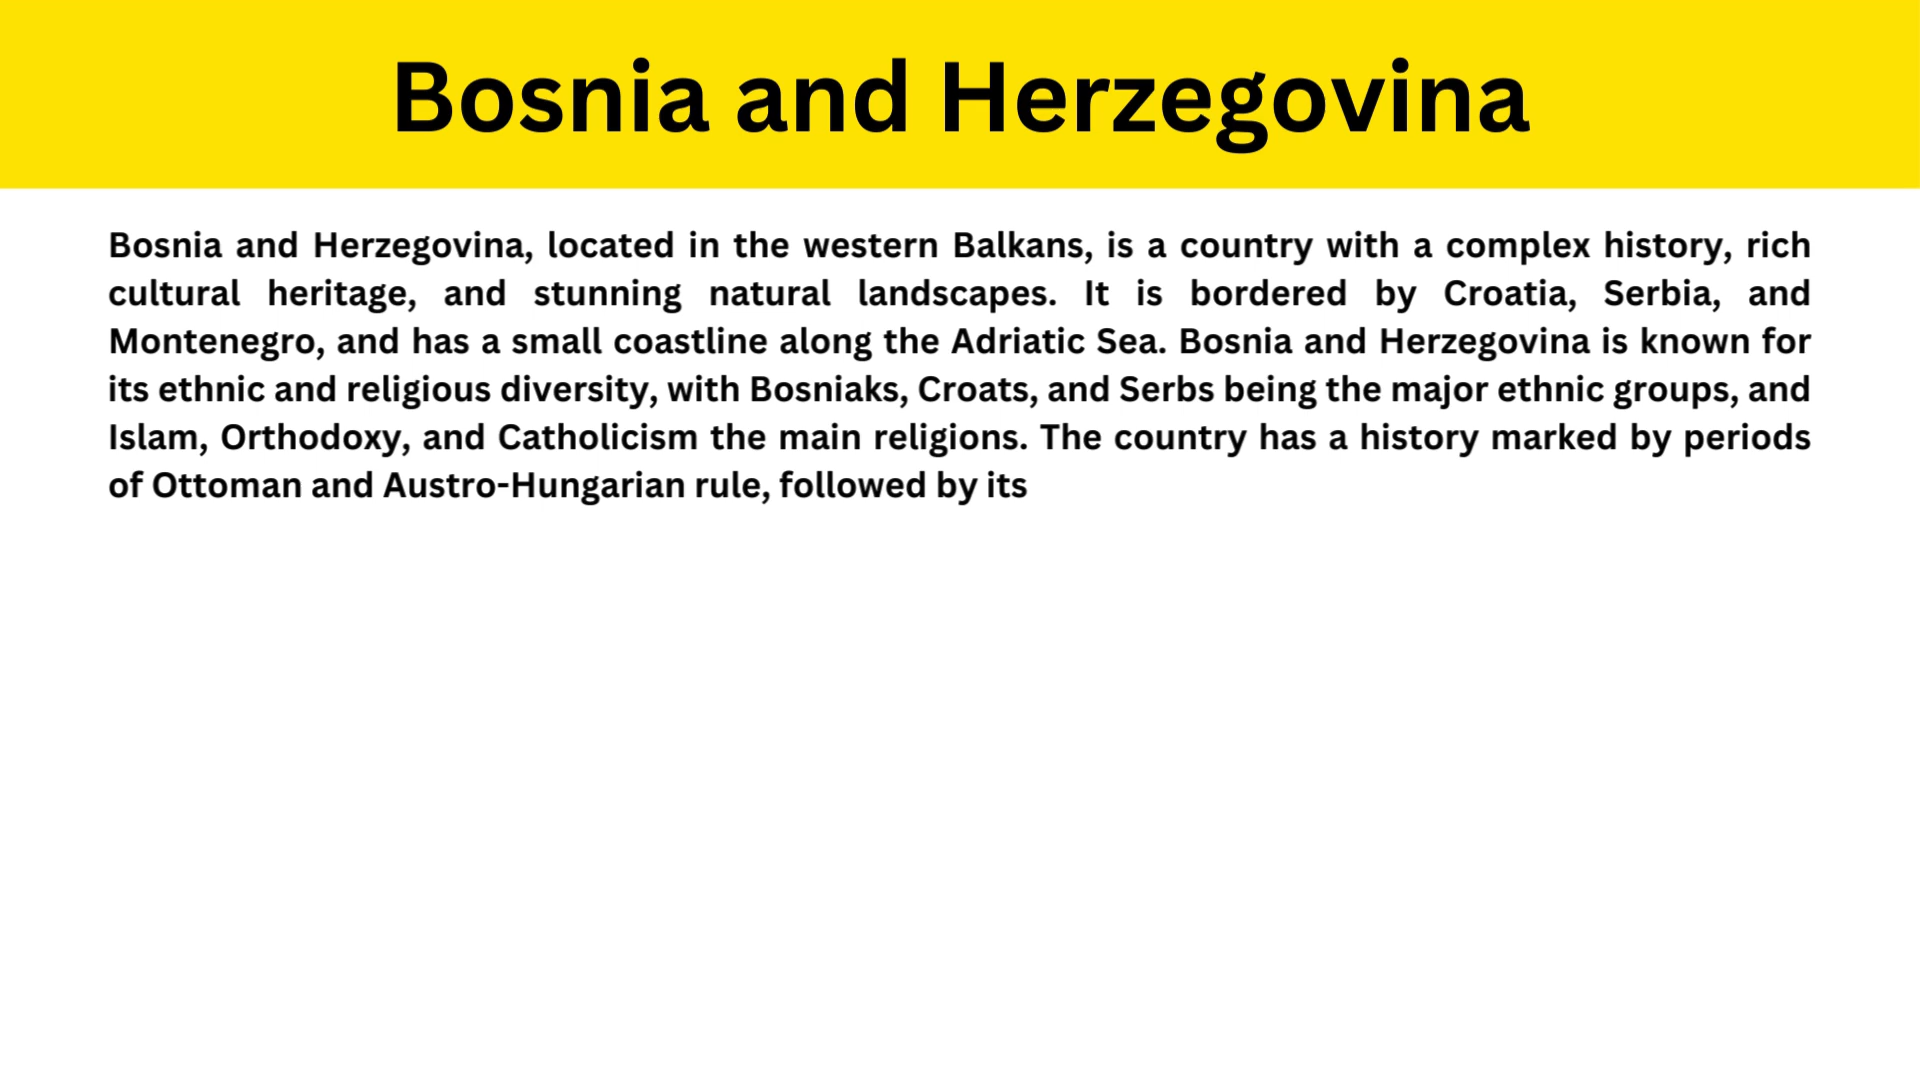 Bosnia and Herzegovina
Bosnia and Herzegovina, located in the western Balkans, is a country with a complex history, rich
cultural heritage, and stunning natural landscapes. It is bordered by Croatia, Serbia, and
Montenegro, and has a small coastline along the Adriatic Sea. Bosnia and Herzegovina is known for
its ethnic and religious diversity, with Bosniaks, Croats, and Serbs being the major ethnic groups, and
Islam, Orthodoxy, and Catholicism the main religions. The country has a history marked by periods
of Ottoman and Austro-Hungarian rule, followed by its